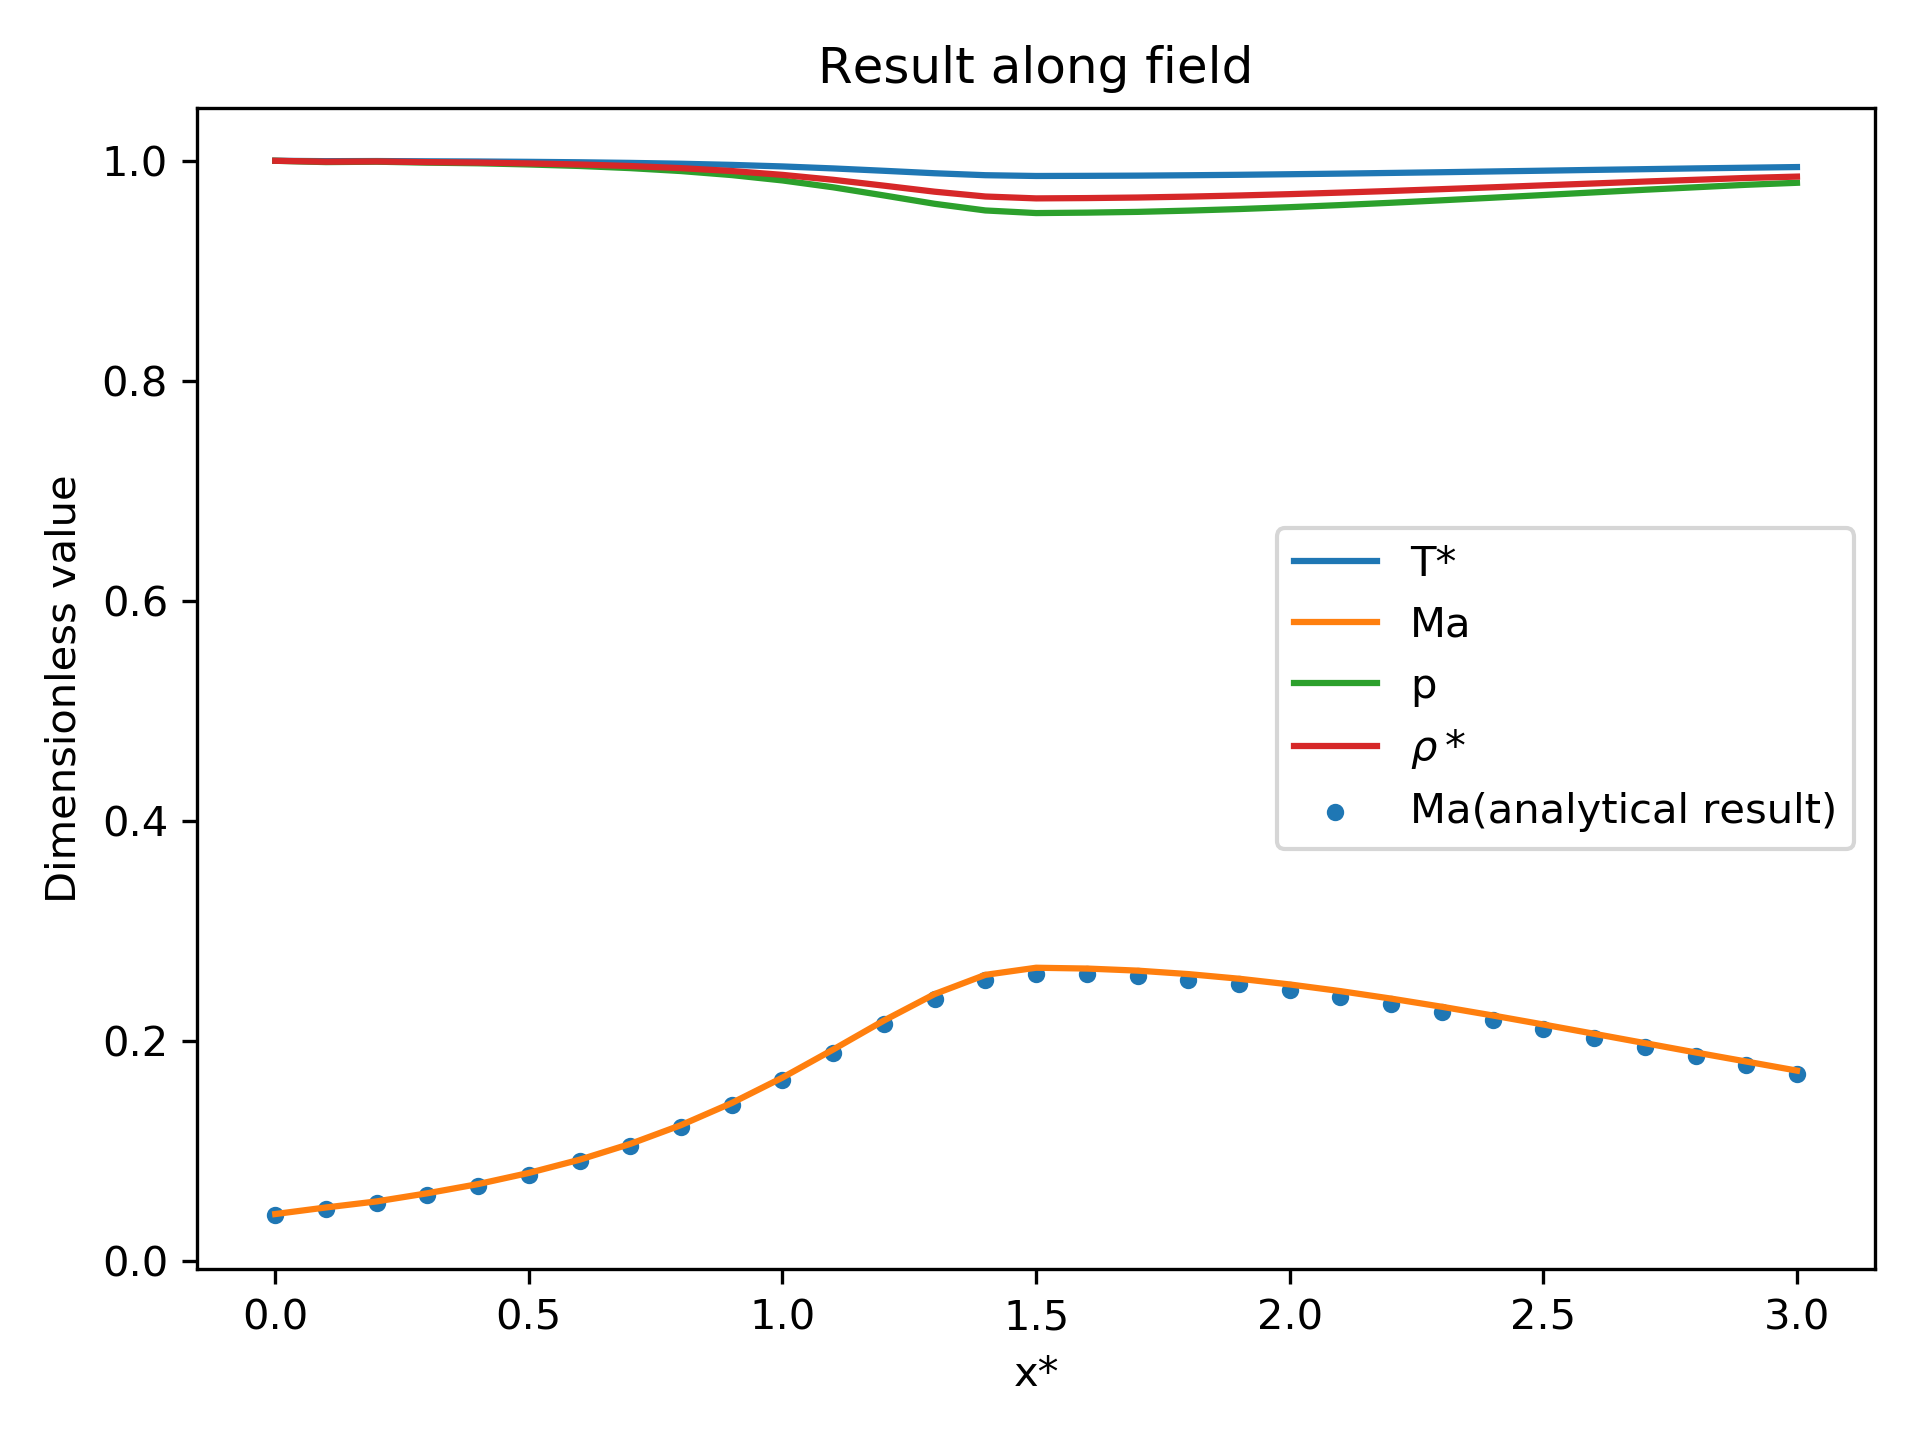 Result along field
Dimensionless value
1.0
0.8
0.6
0.4
0.2
0.0
T*
Ma
p
ρ*
Ma(analytical result)
0.0 0.5 1.0 1.5 2.0 2.5 3.0
x*